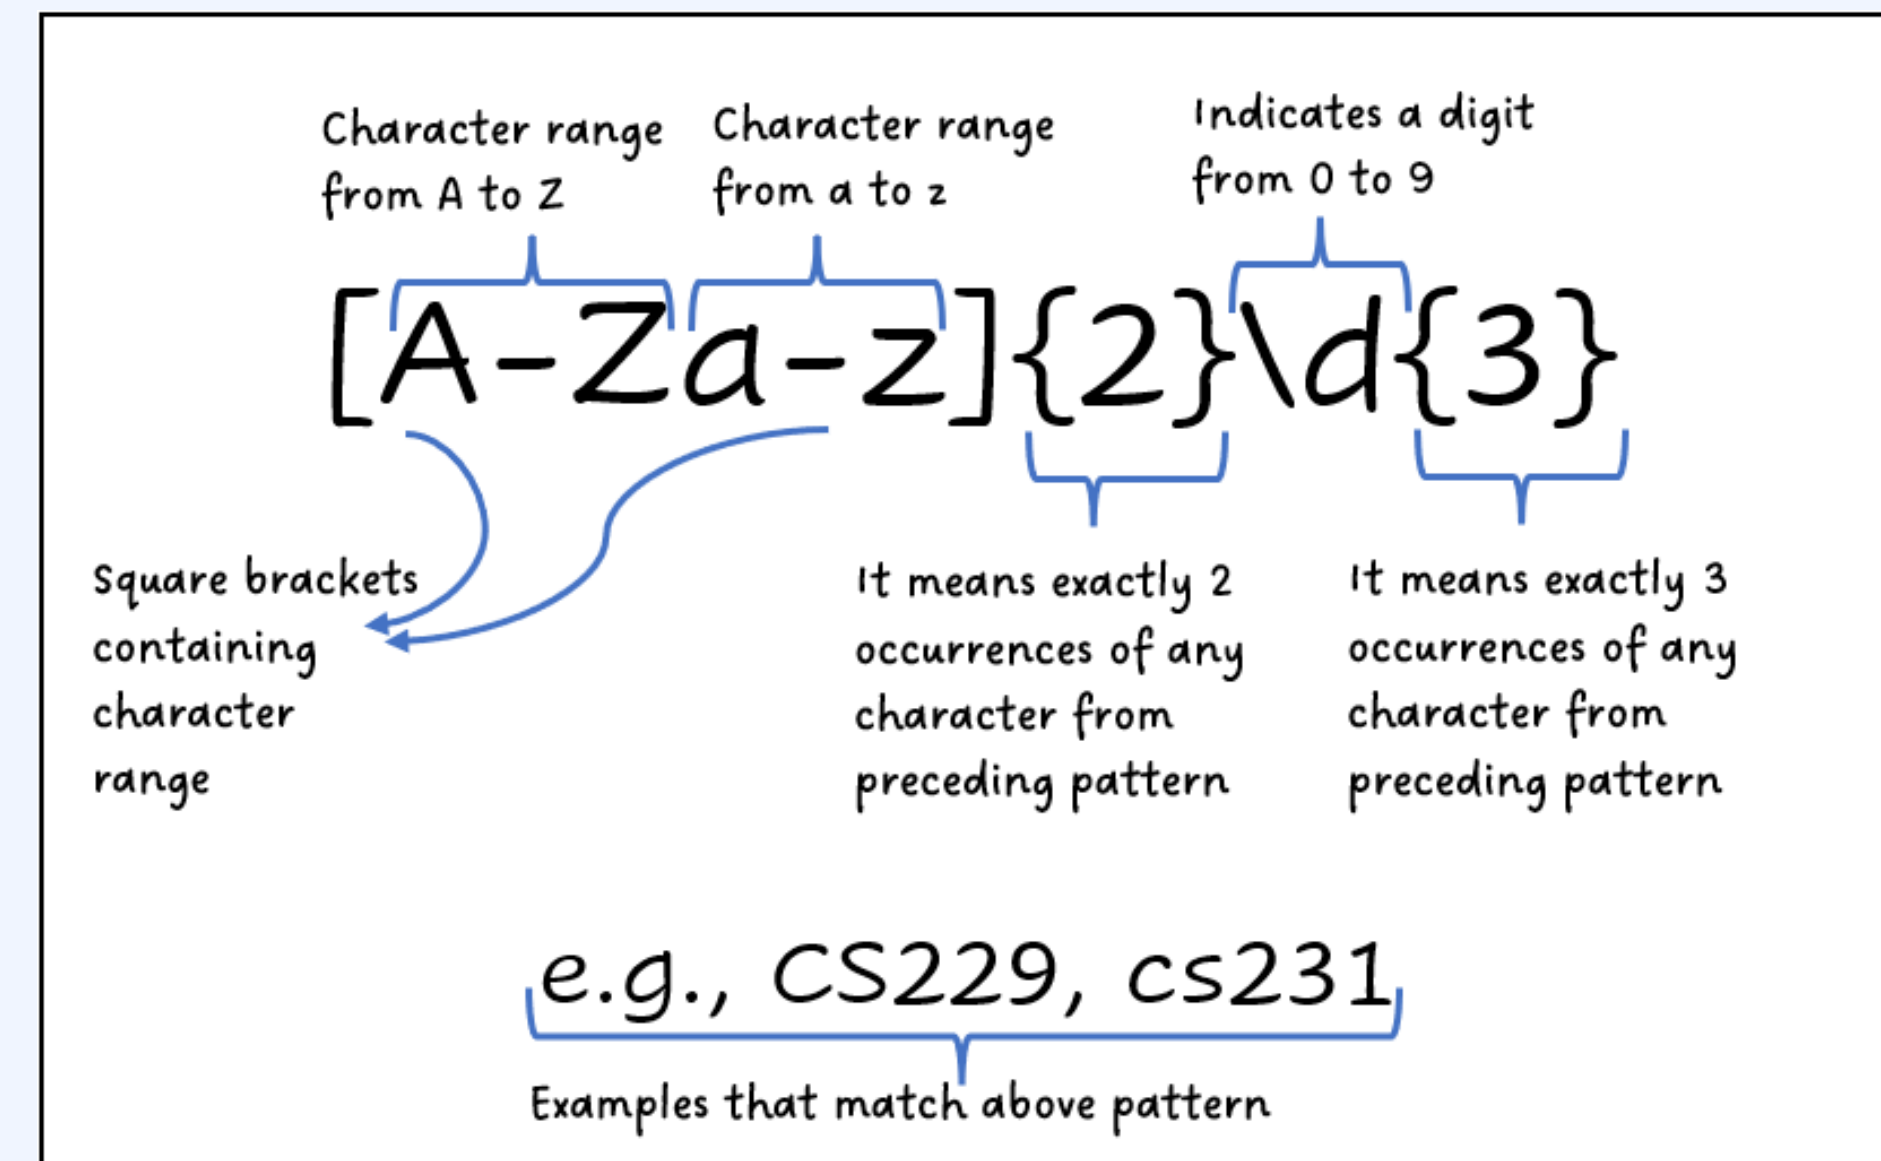 Character range
from A to Z
Character range
from a to z
Indicates a digit
from 0 to 9
[A-Za-z]{2}\d{3}
Square brackets
containing
character
range
It means exactly 2
occurrences of any
character from
preceding pattern
It means exactly 3
occurrences of any
character from
preceding pattern
e.g., CS229, cs231
Examples that match above pattern